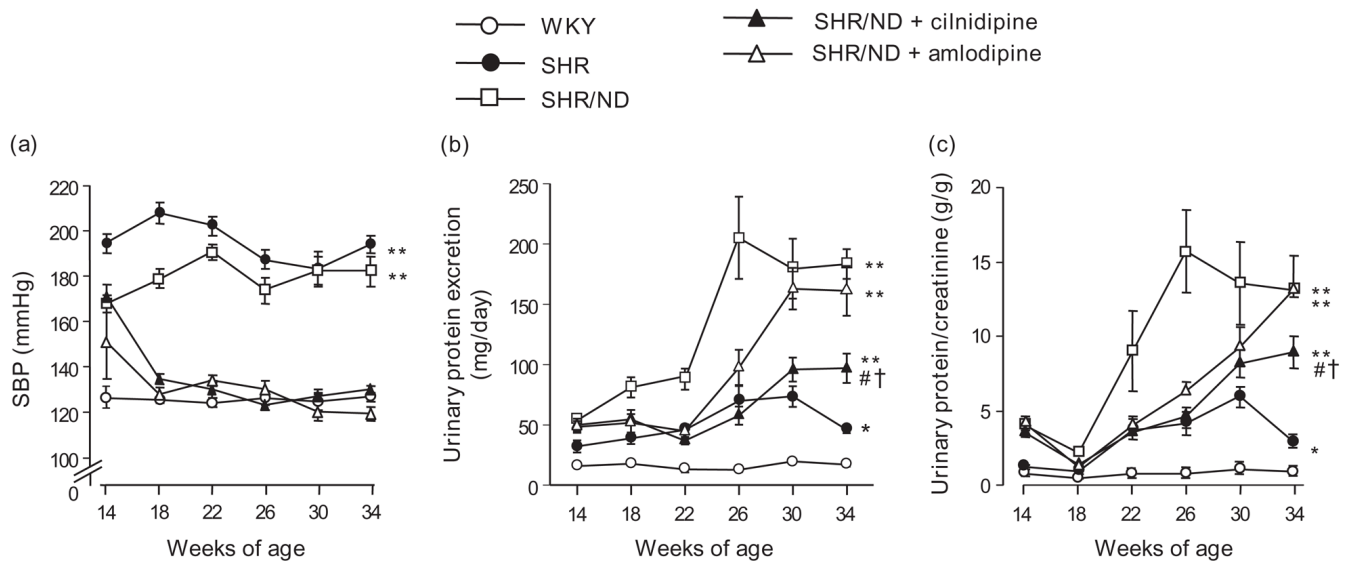 WKY
SHR
SHR/ND
SHR/ND + cilnidipine
SHR/ND + amlodipine
(a)
SBP (mmHg)
220
200
180
160
140
120
100
0
14 18 22 26 30 34
Weeks of age
**
**
(b)
Urinary protein excretion
(mg/day)
250
200
150
100
50
0
14 18 22 26 30 34
Weeks of age
**
**
**
#†
*
(c)
Urinary protein/creatinine (g/g)
20
15
10
5
0
14 18 22 26 30 34
Weeks of age
**
**
**
#†
*